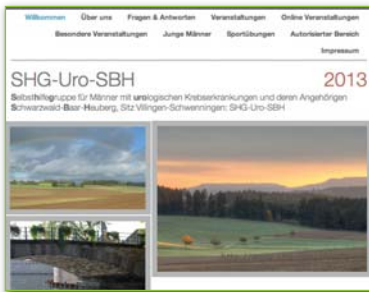 Willkommen Über uns Fragen & Antworten Veranstaltungen Online Veranstaltungen
Besondere Veranstaltungen Junge Männer Sportübungen Autorisierter Bereich
Impressum
SHG-Uro-SBH 2013
Selbsthilfegruppe für Männer mit urologischen Krebserkrankungen und deren Angehörigen
Schwarzwald-Baar-Heuberg, Sitz Villingen-Schwenningen: SHG-Uro-SBH